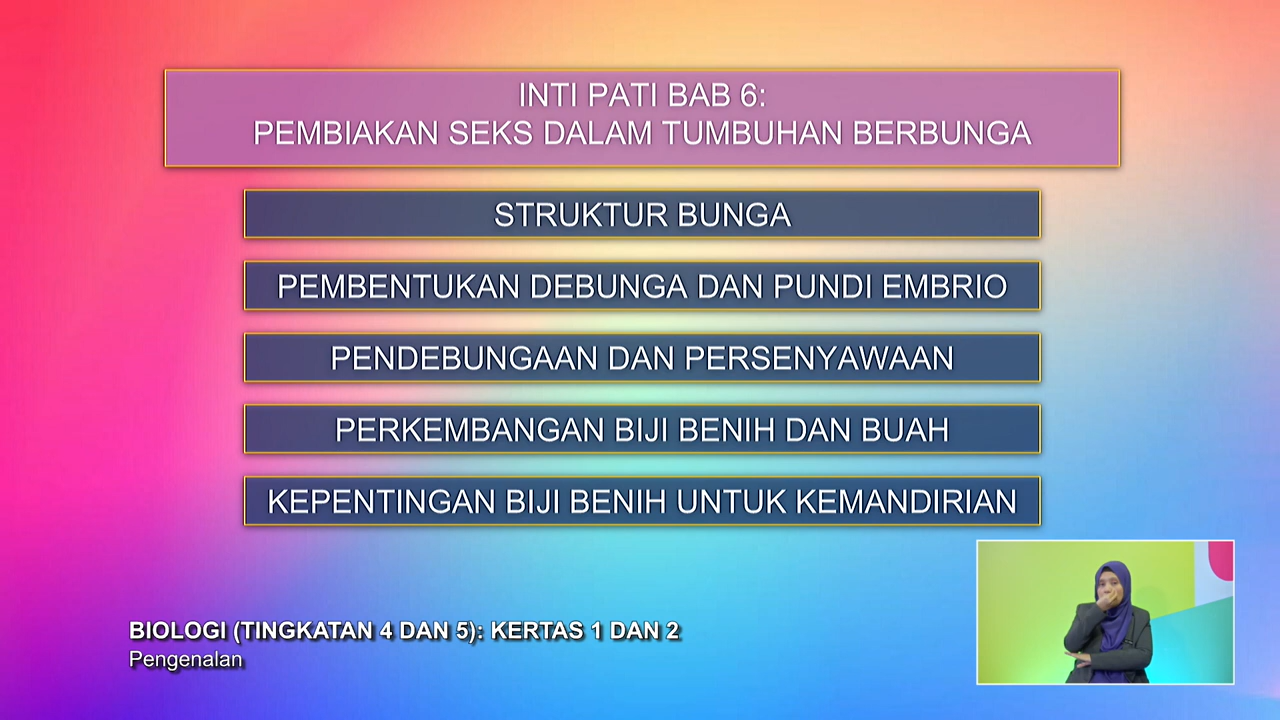 INTI PATI BAB 6:
PEMBIAKAN SEKS DALAM TUMBUHAN BERBUNGA
STRUKTUR BUNGA
PEMBENTUKAN DEBUNGA DAN PUNDI EMBRIO
PENDEBUNGAAN DAN PERSENYAWAAN
PERKEMBANGAN BIJI BENIH DAN BUAH
KEPENTINGAN BIJI BENIH UNTUK KEMANDIRIAN
BIOLOGI (TINGKATAN 4 DAN 5): KERTAS 1 DAN 2
Pengenalan